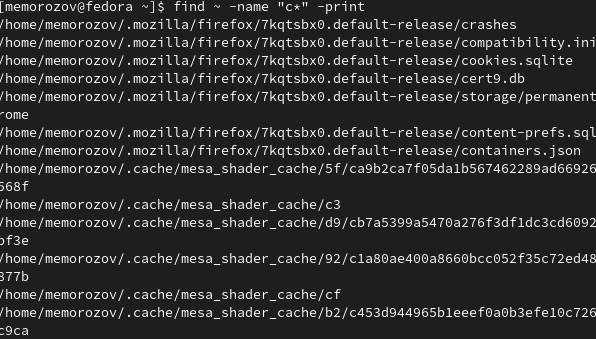 [memorozov@fedora ~]$ find ~ -name "c*" -print
/home/memorozov/.mozilla/firefox/7kqtsbx0.default-release/crashes
/home/memorozov/.mozilla/firefox/7kqtsbx0.default-release/compatibility.ini
/home/memorozov/.mozilla/firefox/7kqtsbx0.default-release/cookies.sqlite
/home/memorozov/.mozilla/firefox/7kqtsbx0.default-release/cert9.db
/home/memorozov/.mozilla/firefox/7kqtsbx0.default-release/storage/permanent
rome
/home/memorozov/.mozilla/firefox/7kqtsbx0.default-release/content-prefs.sql
/home/memorozov/.mozilla/firefox/7kqtsbx0.default-release/containers.json
/home/memorozov/.cache/mesa_shader_cache/5f/ca9b2ca7f05da1b567462289ad66926
568f
/home/memorozov/.cache/mesa_shader_cache/c3
/home/memorozov/.cache/mesa_shader_cache/d9/cb7a5399a5470a276f3df1dc3cd6092
bf3e
/home/memorozov/.cache/mesa_shader_cache/92/c1a80ae400a8660bcc052f35c72ed48
877b
/home/memorozov/.cache/mesa_shader_cache/cf
/home/memorozov/.cache/mesa_shader_cache/b2/c453d944965b1eeef0a0b3efe10c726
c9ca